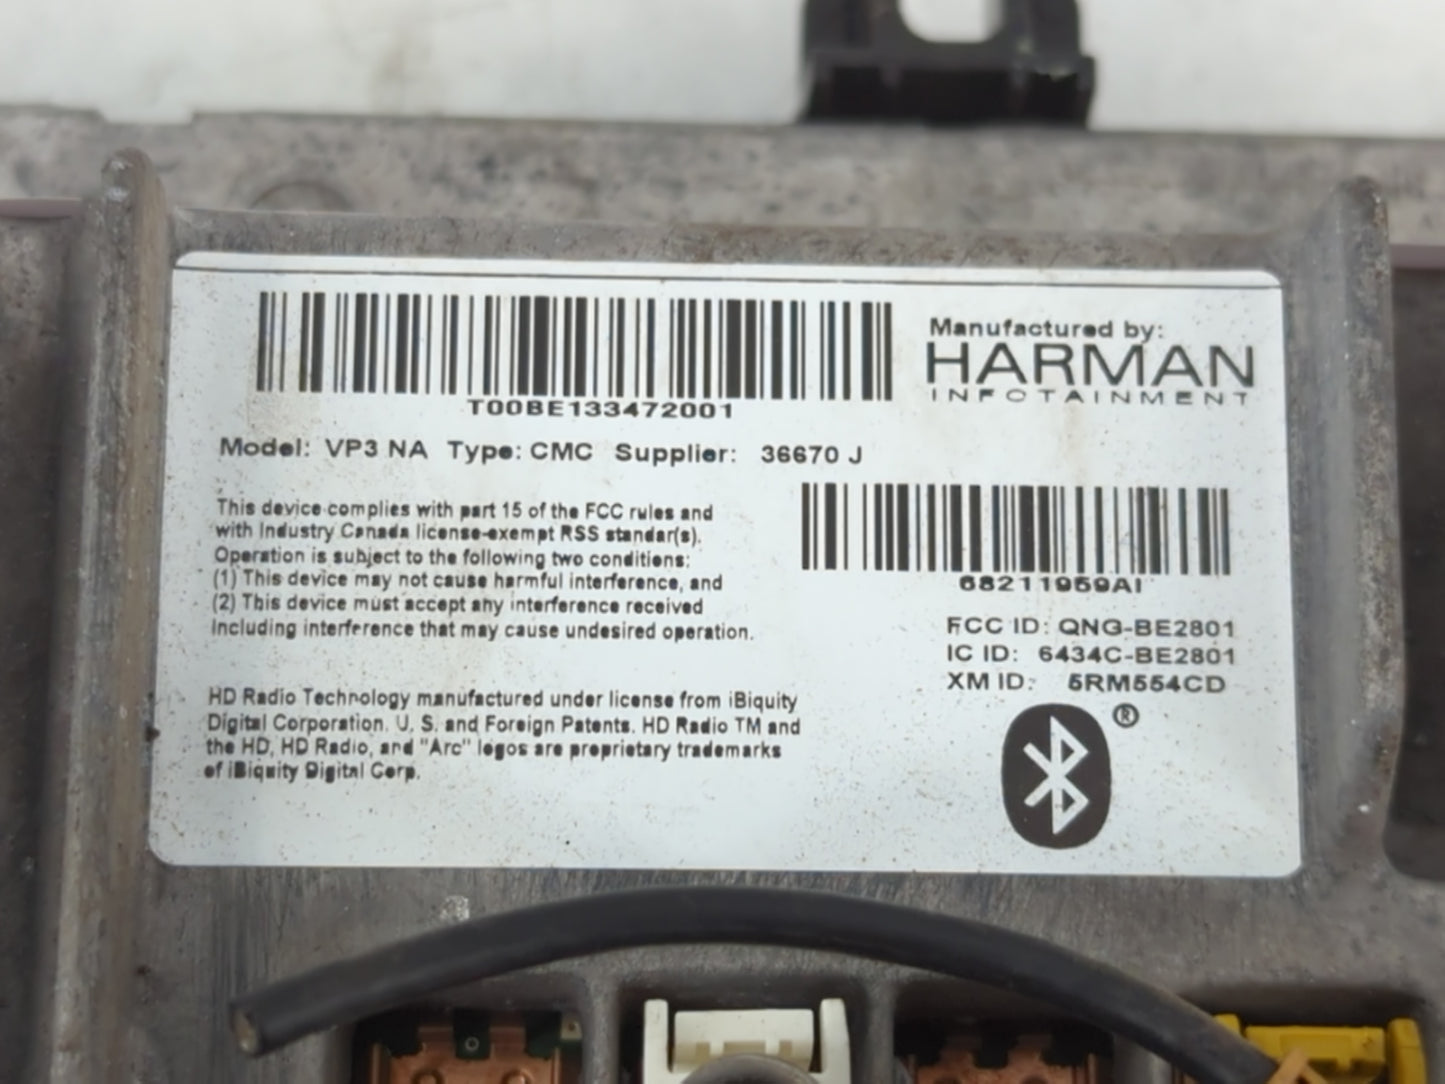 Manufactured by:
HARMAN
INFOTAINMENT
T00BE133472001
Model: VP3 NA Type: CMC Supplier: 36670 J
This device complies with part 15 of the FCC rules and
with Industry Canada license-exempt RSS standar(s).
Operation is subject to the following two conditions:
(1) This device may not cause harmful interference, and
(2) This device must accept any interference received
including interference that may cause undesired operation.
68211959AI
FCC ID: QNG-BE2801
IC ID: 6434C-BE2801
XM ID: 5RM554CD
HD Radio Technology manufactured under license from iBiquity
Digital Corporation. U. S. and Foreign Patents. HD Radio TM and
the HD, HD Radio, and "Arc" logos are proprietary trademarks
of iBiquity Digital Corp.
®